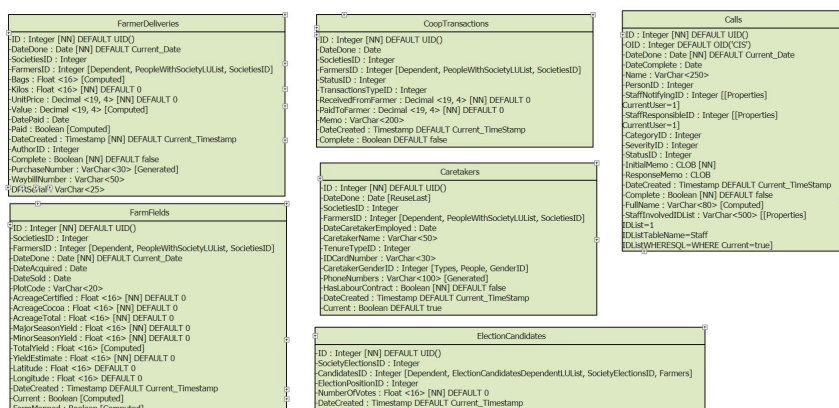 FarmerDeliveries
-ID : Integer [NN] DEFAULT UID()
-DateDone : Date [NN] DEFAULT Current_Date
-SocietiesID : Integer
-FarmersID : Integer [Dependent, PeopleWithSocietyLUList, SocietiesID]
-Bags : Float <16> [Computed]
-Kilos : Float <16> [NN] DEFAULT 0
-UnitPrice : Decimal <19, 4> [NN] DEFAULT 0
-Value : Decimal <19, 4> [Computed]
-DatePaid : Date
-Paid : Boolean [Computed]
-DateCreated : Timestamp [NN] DEFAULT Current_Timestamp
-AuthorID : Integer
-Complete : Boolean [NN] DEFAULT false
-PurchaseNumber : VarChar<30> [Generated]
-WaybillNumber : VarChar<50>
VarChar<25>
FarmFields
-ID : Integer [NN] DEFAULT UID()
-SocietiesID : Integer
-FarmersID : Integer [Dependent, PeopleWithSocietyLUList, SocietiesID]
-DateDone : Date [NN] DEFAULT Current_Date
-DateAcquired : Date
-DateSold : Date
-PlotCode : VarChar<20>
-AcreageCertified : Float <16> [NN] DEFAULT 0
-AcreageCocoa : Float <16> [NN] DEFAULT 0
-AcreageTotal : Float <16> [NN] DEFAULT 0
-MajorSeasonYield : Float <16> [NN] DEFAULT 0
-MinorSeasonYield : Float <16> [NN] DEFAULT 0
-TotalYield : Float <16> [Computed]
-YieldEstimate : Float <16> [NN] DEFAULT 0
-Latitude : Float <16> DEFAULT 0
-Longitude : Float <16> DEFAULT 0
-DateCreated : Timestamp DEFAULT Current_Timestamp
-Current : Boolean [Computed]
-FarmMapped : Boolean [Computed]
CoopTransactions
-ID : Integer [NN] DEFAULT UID()
-DateDone : Date
-SocietiesID : Integer
-FarmersID : Integer [Dependent, PeopleWithSocietyLUList, SocietiesID]
-StatusID : Integer
-TransactionsTypeID : Integer
-ReceivedFromFarmer : Decimal <19, 4> [NN] DEFAULT 0
-PaidToFarmer : Decimal <19, 4> [NN] DEFAULT 0
-Memo : VarChar<200>
-DateCreated : Timestamp DEFAULT Current_TimeStamp
-Complete : Boolean DEFAULT false
Caretakers
-ID : Integer [NN] DEFAULT UID()
-DateDone : Date [ReuseLast]
-SocietiesID : Integer
-FarmersID : Integer [Dependent, PeopleWithSocietyLUList, SocietiesID]
-DateCaretakerEmployed : Date
-CaretakerName : VarChar<50>
-TenureTypeID : Integer
-IDCardNumber : VarChar<30>
-CaretakerGenderID : Integer [Types, People, GenderID]
-PhoneNumbers : VarChar<100> [Generated]
-HasLabourContract : Boolean [NN] DEFAULT false
-DateCreated : Timestamp DEFAULT Current_TimeStamp
-Current : Boolean DEFAULT true
ElectionCandidates
-ID : Integer [NN] DEFAULT UID()
-SocietyElectionsID : Integer
-CandidatesID : Integer [Dependent, ElectionCandidatesDependentLUList, SocietyElectionsID, Farmers]
-ElectionPositionID : Integer
-NumberOfVotes : Float <16> [NN] DEFAULT 0
-DateCreated : Timestamp DEFAULT Current_Timestamp
Calls
-ID : Integer [NN] DEFAULT UID()
-OID : Integer DEFAULT OID('CIS')
-DateDone : Date [NN] DEFAULT Current_Date
-DateComplete : Date
-Name : VarChar<250>
-PersonID : Integer
-StaffNotifyingID : Integer [[Properties]
CurrentUser=1]
-StaffResponsibleID : Integer [[Properties]
CurrentUser=1]
-CategoryID : Integer
-SeverityID : Integer
-StatusID : Integer
-InitialMemo : CLOB [NN]
-ResponseMemo : CLOB
-DateCreated : Timestamp DEFAULT Current_TimeStamp
-Complete : Boolean [NN] DEFAULT false
-FullName : VarChar<80> [Computed]
-StaffInvolvedIDList : VarChar<500> [[Properties]
IDList=1
IDListTableName=Staff
IDListWHERESQL=WHERE Current=true]